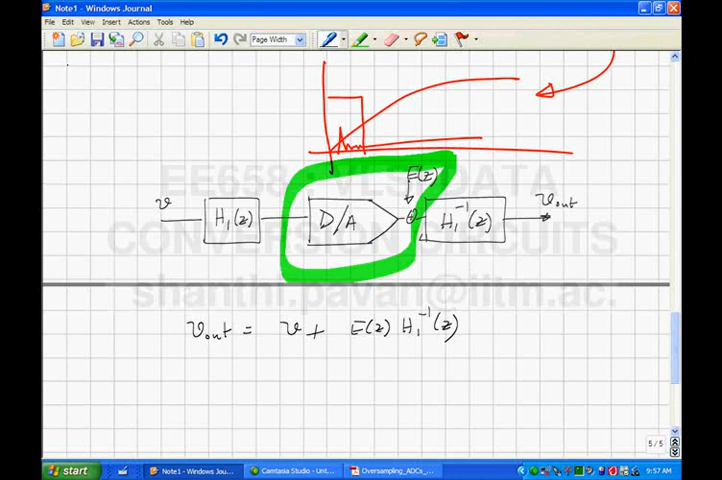 Note1 - Windows Journal
File Edit View Insert Actions Tools Help
Page Width
EE658 : VLSI DATA
CONVERSION CIRCUITS
shanthi.pavan@iitm.ac.
E(z)
v H₁(z) D/A H₁⁻¹(z) v_out
v_out = v + E(z) H₁⁻¹(z)
5 / 5
start Note1 - Windows Jou... Camtasia Studio - Unt... Oversampling_ADCs_... 9:57 AM